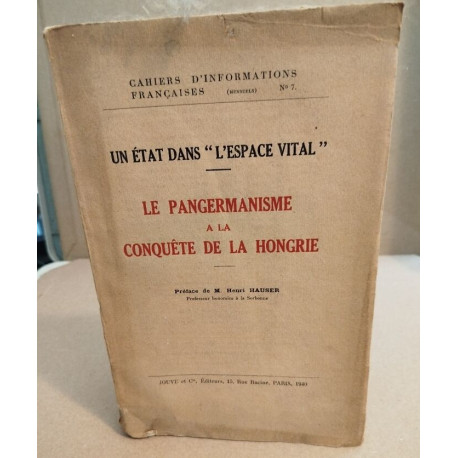 CAHIERS D'INFORMATIONS
FRANÇAISES (MENSUELS) N° 7.
UN ÉTAT DANS "L'ESPACE VITAL"
LE PANGERMANISME
A LA
CONQUÊTE DE LA HONGRIE
Préface de M. Henri HAUSER
Professeur honoraire à la Sorbonne
JOUVE et Cie, Éditeurs, 15, Rue Racine, PARIS, 1940